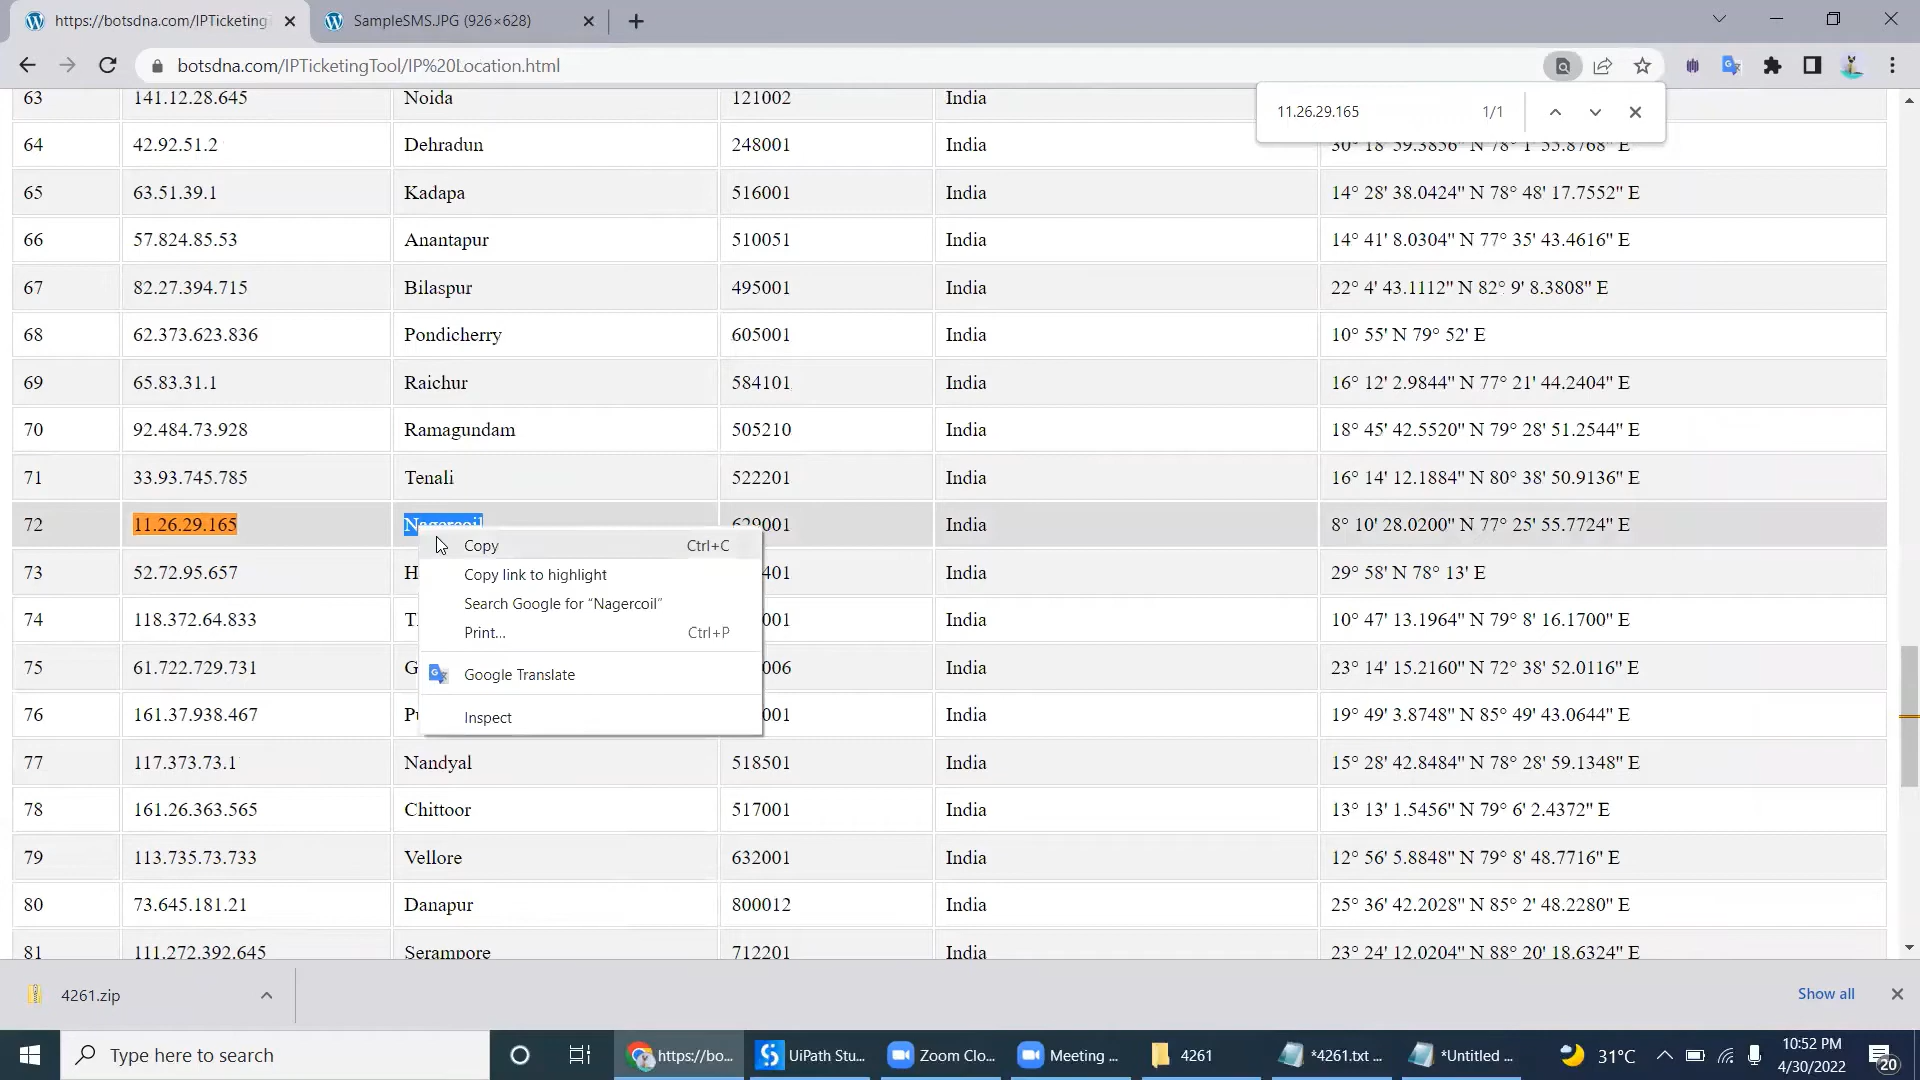 https://botsdna.com/IPTicketing
SampleSMS.JPG (926×628)
botsdna.com/IPTicketingTool/IP%20Location.html
11.26.29.165 1/1
63 141.12.28.645 Noida 121002 India
64 42.92.51.2 Dehradun 248001 India 30° 18' 59.3856" N 78° 1' 55.8768" E
65 63.51.39.1 Kadapa 516001 India 14° 28' 38.0424" N 78° 48' 17.7552" E
66 57.824.85.53 Anantapur 510051 India 14° 41' 8.0304" N 77° 35' 43.4616" E
67 82.27.394.715 Bilaspur 495001 India 22° 4' 43.1112" N 82° 9' 8.3808" E
68 62.373.623.836 Pondicherry 605001 India 10° 55' N 79° 52' E
69 65.83.31.1 Raichur 584101 India 16° 12' 2.9844" N 77° 21' 44.2404" E
70 92.484.73.928 Ramagundam 505210 India 18° 45' 42.5520" N 79° 28' 51.2544" E
71 33.93.745.785 Tenali 522201 India 16° 14' 12.1884" N 80° 38' 50.9136" E
72 11.26.29.165 Nagercoil 629001 India 8° 10' 28.0200" N 77° 25' 55.7724" E
Copy Ctrl+C
73 52.72.95.657 H 401 India 29° 58' N 78° 13' E
Copy link to highlight
Search Google for “Nagercoil”
74 118.372.64.833 T 001 India 10° 47' 13.1964" N 79° 8' 16.1700" E
Print... Ctrl+P
75 61.722.729.731 G 006 India 23° 14' 15.2160" N 72° 38' 52.0116" E
Google Translate
76 161.37.938.467 Pu 001 India 19° 49' 3.8748" N 85° 49' 43.0644" E
Inspect
77 117.373.73.1 Nandyal 518501 India 15° 28' 42.8484" N 78° 28' 59.1348" E
78 161.26.363.565 Chittoor 517001 India 13° 13' 1.5456" N 79° 6' 2.4372" E
79 113.735.73.733 Vellore 632001 India 12° 56' 5.8848" N 79° 8' 48.7716" E
80 73.645.181.21 Danapur 800012 India 25° 36' 42.2028" N 85° 2' 48.2280" E
81 111.272.392.645 Serampore 712201 India 23° 24' 12.0204" N 88° 20' 18.6324" E
4261.zip
Show all
Type here to search
https://bo...
UiPath Stu...
Zoom Clo...
Meeting ...
4261
*4261.txt ...
*Untitled ...
31°C
10:52 PM
4/30/2022
20